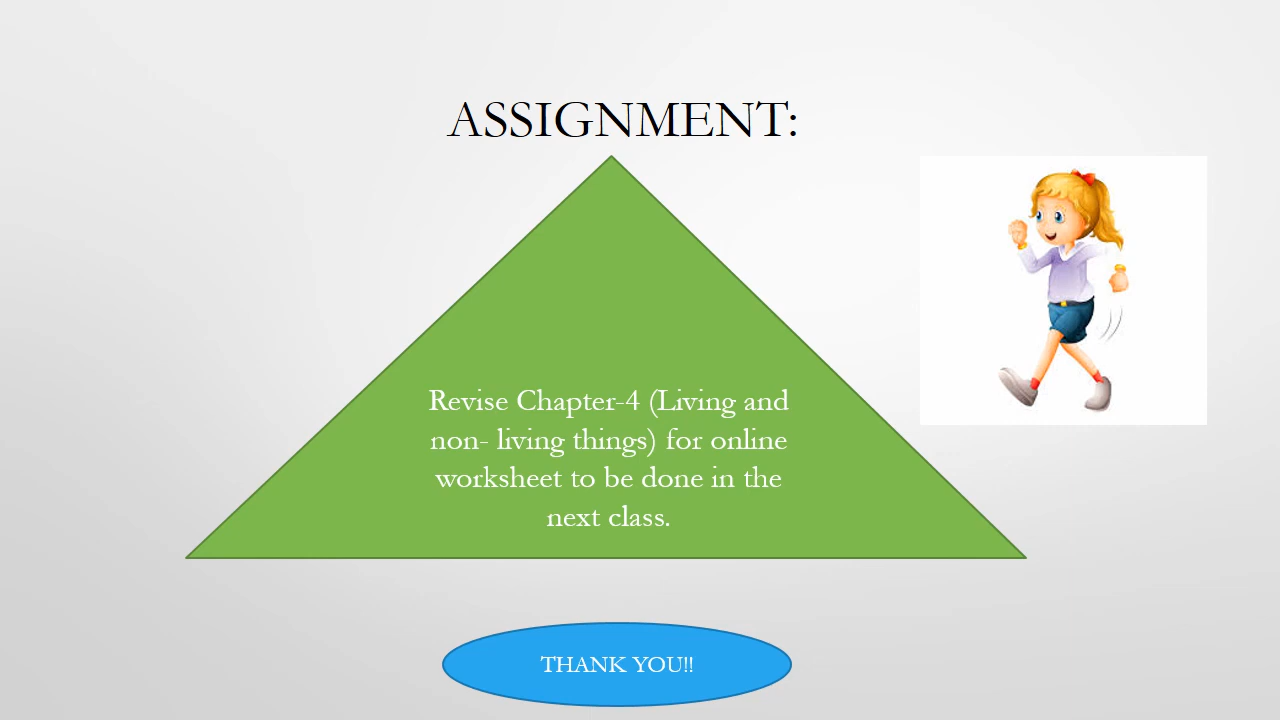 ASSIGNMENT:
Revise Chapter-4 (Living and
non- living things) for online
worksheet to be done in the
next class.
THANK YOU!!